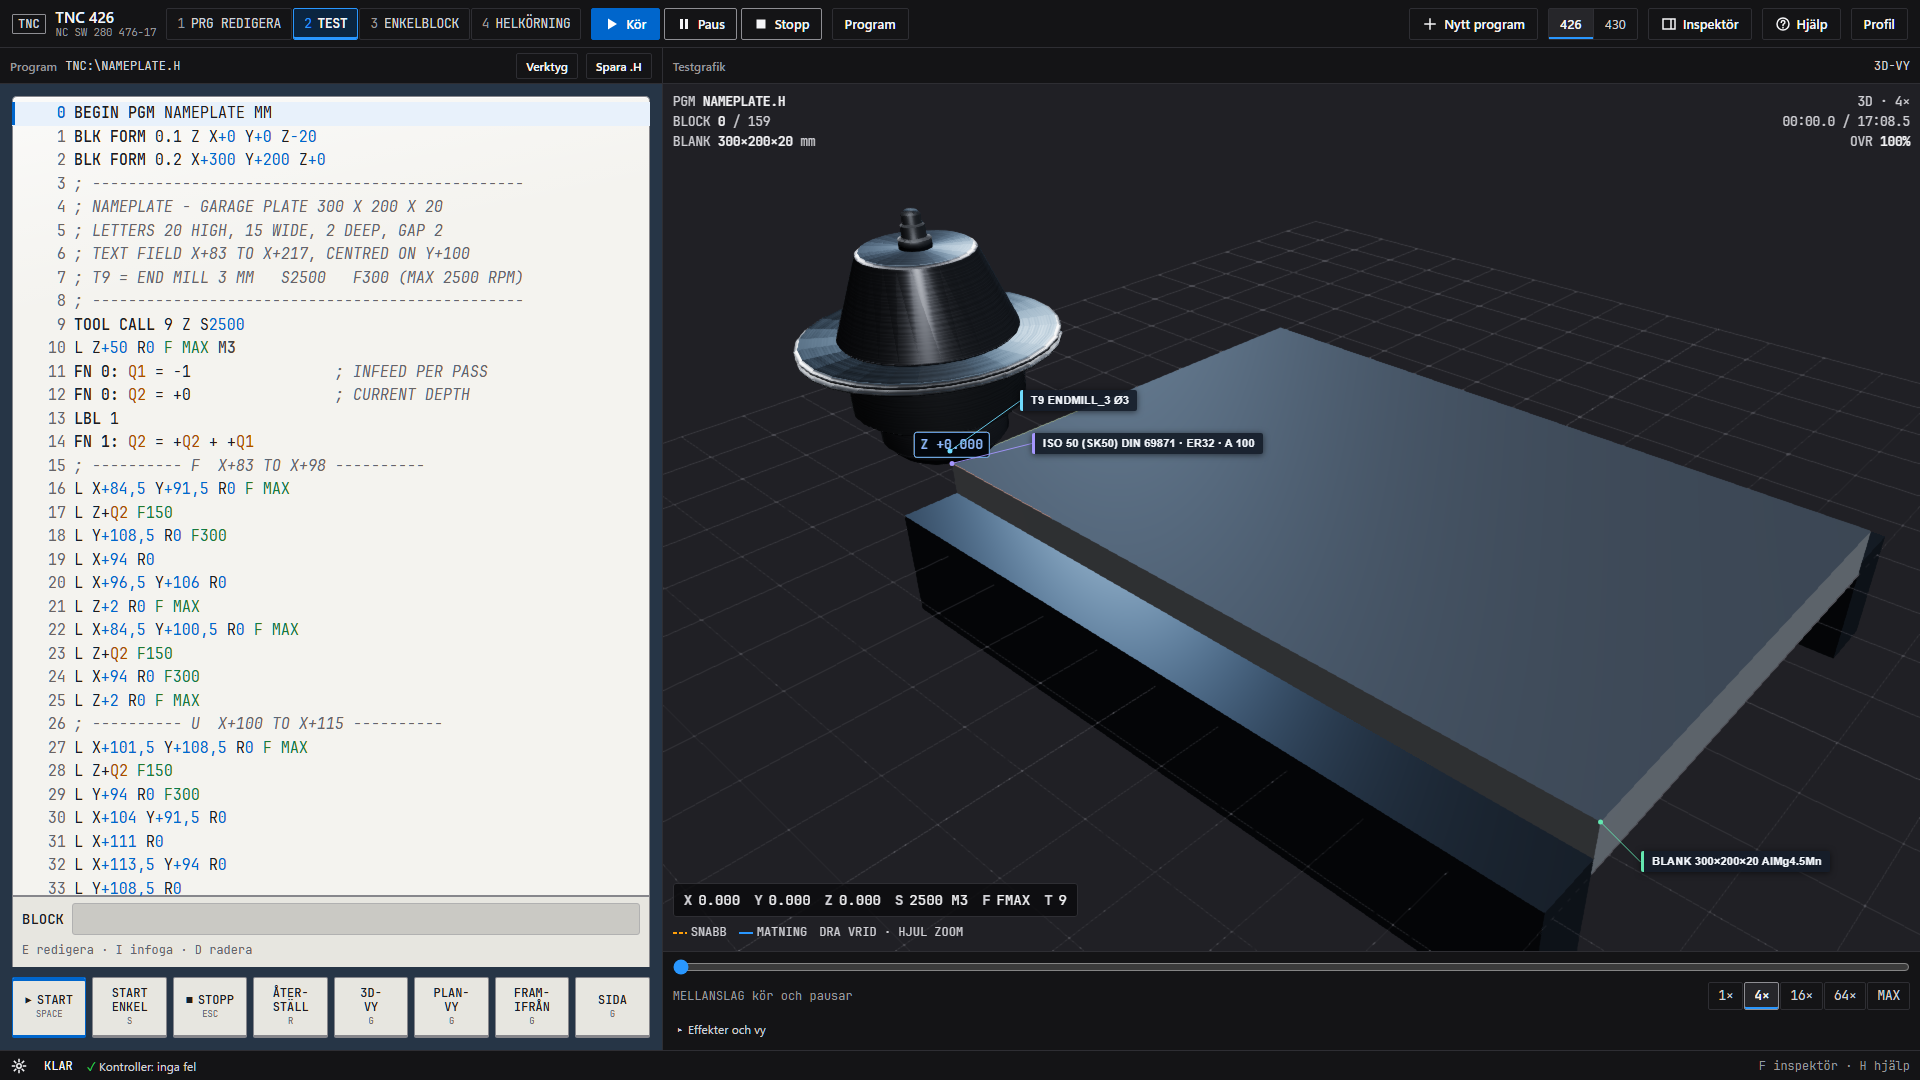 TNC
TNC 426
NC SW 280 476-17
1 PRG REDIGERA
2 TEST
3 ENKELBLOCK
4 HELKÖRNING
Kör
Paus
Stopp
Program
Nytt program
426
430
Inspektör
Hjälp
Profil
Program TNC:\NAMEPLATE.H
Verktyg
Spara .H
0 BEGIN PGM NAMEPLATE MM
1 BLK FORM 0.1 Z X+0 Y+0 Z-20
2 BLK FORM 0.2 X+300 Y+200 Z+0
3 ; ------------------------------------------------
4 ; NAMEPLATE - GARAGE PLATE 300 X 200 X 20
5 ; LETTERS 20 HIGH, 15 WIDE, 2 DEEP, GAP 2
6 ; TEXT FIELD X+83 TO X+217, CENTRED ON Y+100
7 ; T9 = END MILL 3 MM   S2500   F300 (MAX 2500 RPM)
8 ; ------------------------------------------------
9 TOOL CALL 9 Z S2500
10 L Z+50 R0 F MAX M3
11 FN 0: Q1 = -1                ; INFEED PER PASS
12 FN 0: Q2 = +0                ; CURRENT DEPTH
13 LBL 1
14 FN 1: Q2 = +Q2 + +Q1
15 ; ---------- F  X+83 TO X+98 ----------
16 L X+84,5 Y+91,5 R0 F MAX
17 L Z+Q2 F150
18 L Y+108,5 R0 F300
19 L X+94 R0
20 L X+96,5 Y+106 R0
21 L Z+2 R0 F MAX
22 L X+84,5 Y+100,5 R0 F MAX
23 L Z+Q2 F150
24 L X+94 R0 F300
25 L Z+2 R0 F MAX
26 ; ---------- U  X+100 TO X+115 ----------
27 L X+101,5 Y+108,5 R0 F MAX
28 L Z+Q2 F150
29 L Y+94 R0 F300
30 L X+104 Y+91,5 R0
31 L X+111 R0
32 L X+113,5 Y+94 R0
33 L Y+108,5 R0
BLOCK
E redigera · I infoga · D radera
▸ START
SPACE
START
ENKEL
S
■ STOPP
ESC
ÅTER-
STÄLL
R
3D-
VY
G
PLAN-
VY
G
FRAM-
IFRÅN
G
SIDA
G
Testgrafik
3D-VY
PGM NAMEPLATE.H
BLOCK 0 / 159
BLANK 300×200×20 mm
3D · 4×
00:00.0 / 17:08.5
OVR 100%
T9 ENDMILL_3 Ø3
Z +0.000
ISO 50 (SK50) DIN 69871 · ER32 · A 100
BLANK 300×200×20 AlMg4.5Mn
X 0.000 Y 0.000 Z 0.000 S 2500 M3 F FMAX T 9
SNABB MATNING DRA VRID · HJUL ZOOM
MELLANSLAG kör och pausar
1× 4× 16× 64× MAX
▸ Effekter och vy
KLAR ✓ Kontroller: inga fel
F inspektör · H hjälp